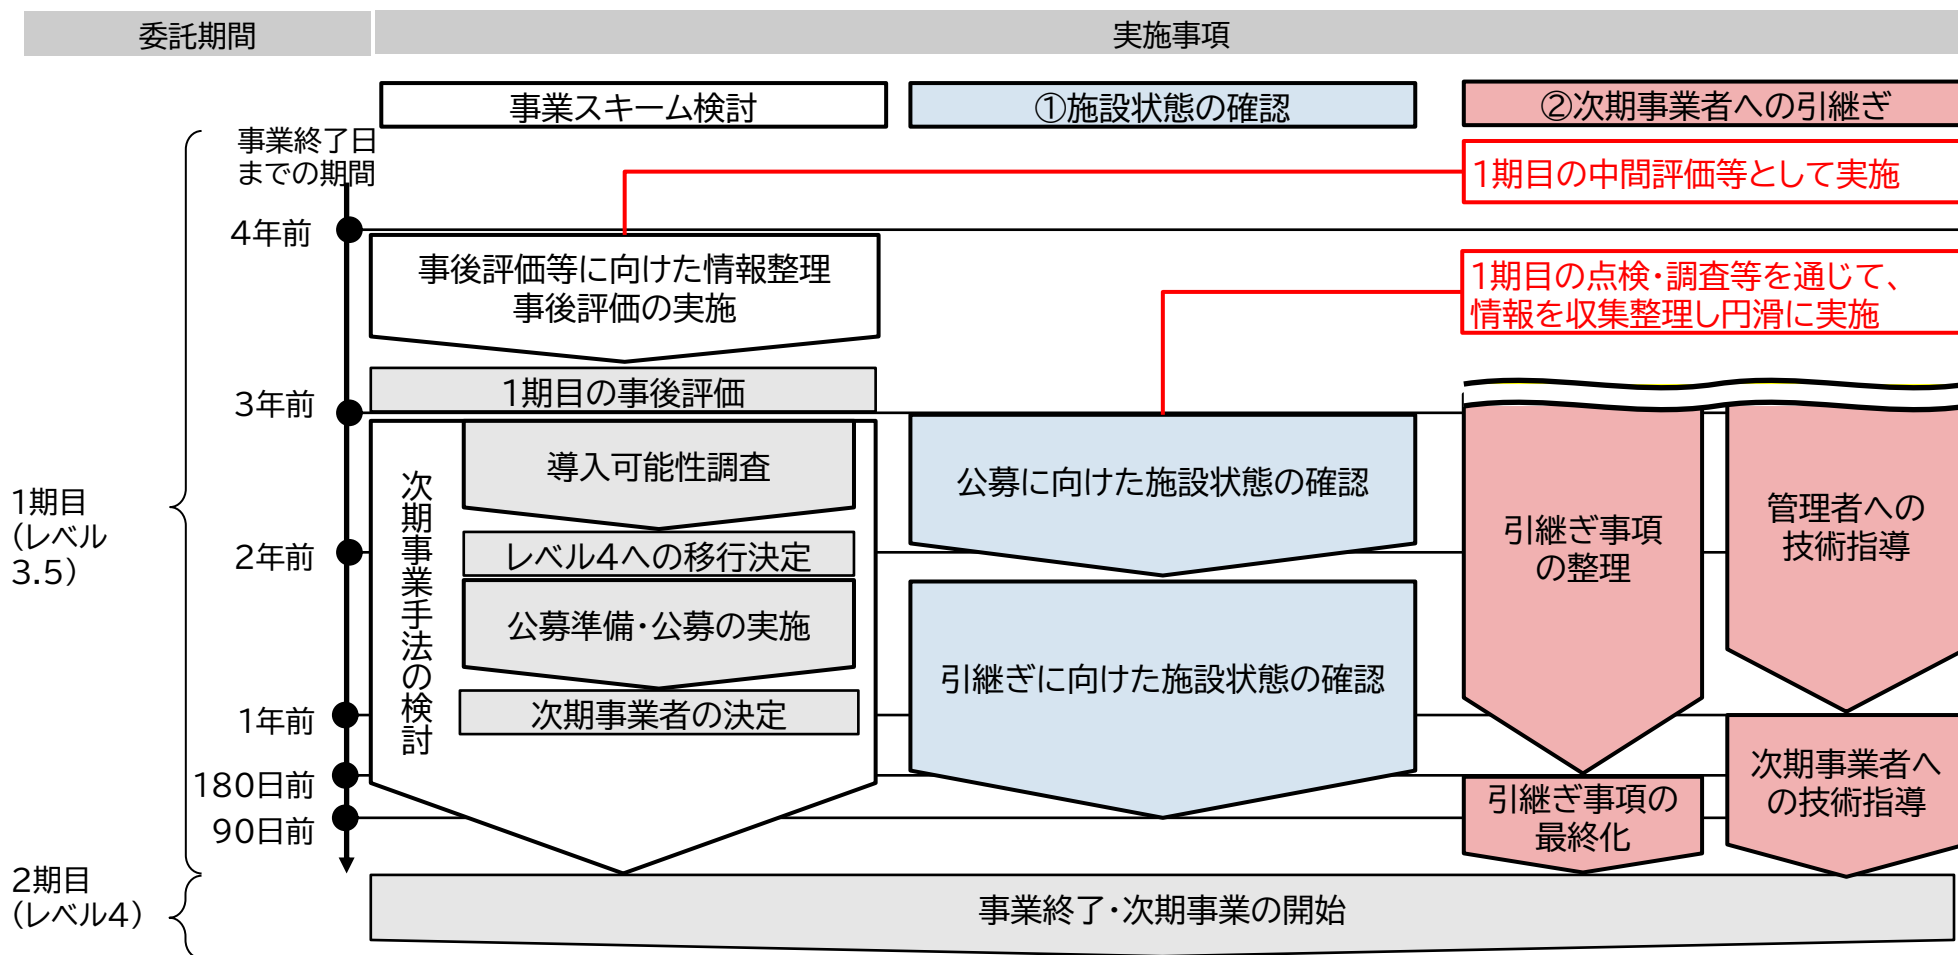 委託期間
実施事項
事業スキーム検討
①施設状態の確認
②次期事業者への引継ぎ
事業終了日
までの期間
1期目の中間評価等として実施
4年前
事後評価等に向けた情報整理
事後評価の実施
1期目の点検・調査等を通じて、
情報を収集整理し円滑に実施
3年前
1期目の事後評価
次期事業手法の検討
導入可能性調査
公募に向けた施設状態の確認
引継ぎ事項
の整理
管理者への
技術指導
1期目
(レベル
3.5)
2年前
レベル4への移行決定
公募準備・公募の実施
引継ぎに向けた施設状態の確認
1年前
次期事業者の決定
180日前
次期事業者へ
の技術指導
引継ぎ事項の
最終化
90日前
2期目
(レベル4)
事業終了・次期事業の開始